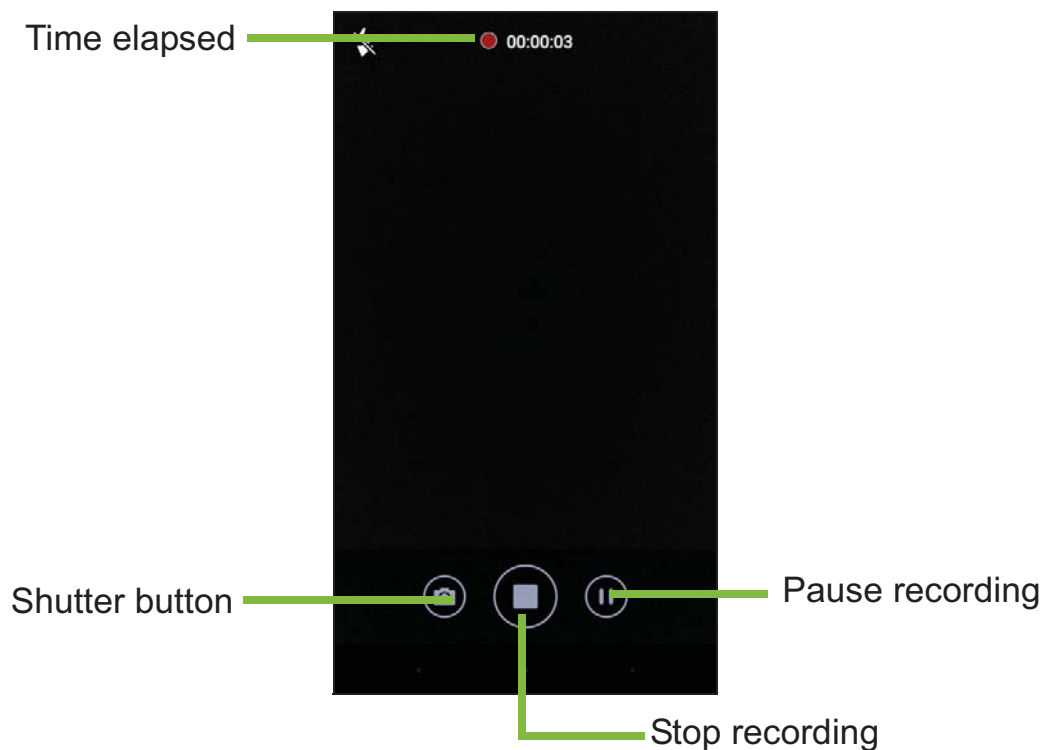 Time elapsed
00:00:03
Shutter button
Pause recording
Stop recording